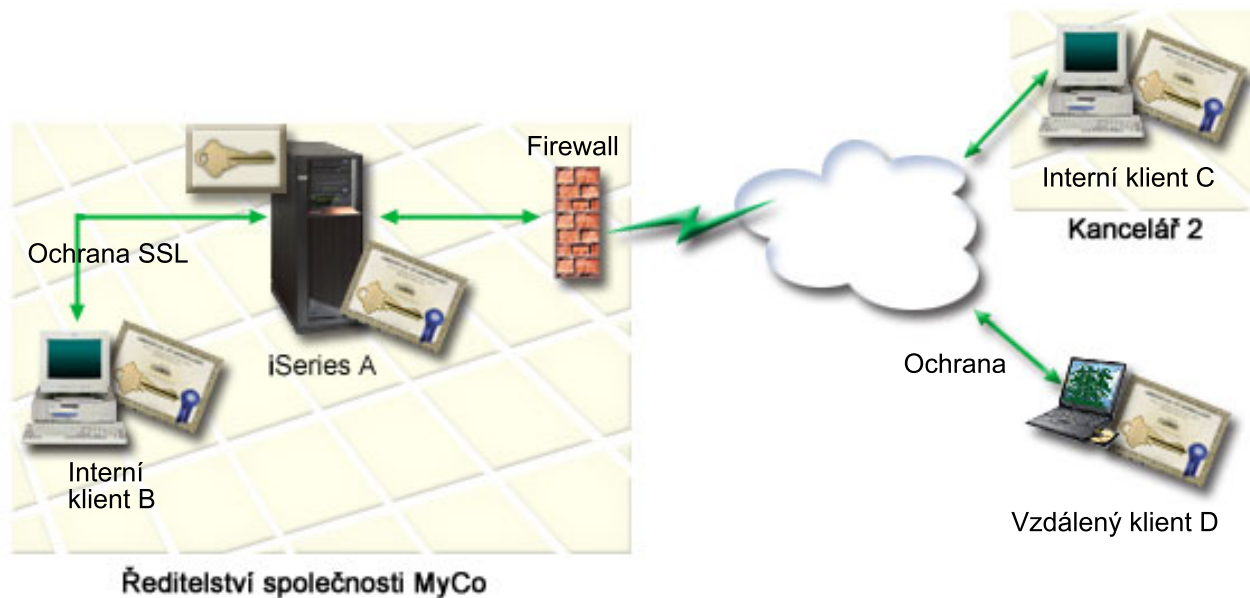 Firewall
Ochrana SSL
iSeries A
Interní
klient B
Ředitelství společnosti MyCo
Interní klient C
Kancelář 2
Ochrana
Vzdálený klient D